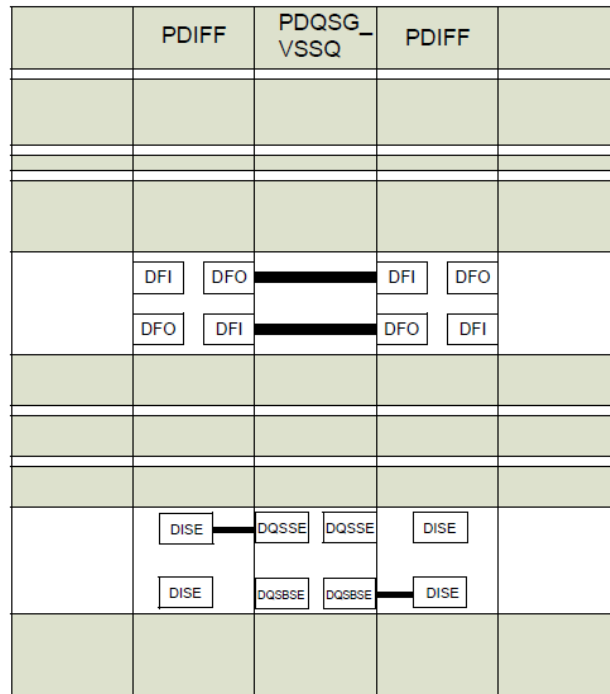 PDIFF PDQSG_ PDIFF
VSSQ
DFI DFO DFI DFO
DFO DFI DFO DFI
DISE DQSSE DQSSE DISE
DISE DQSBSE DQSBSE DISE